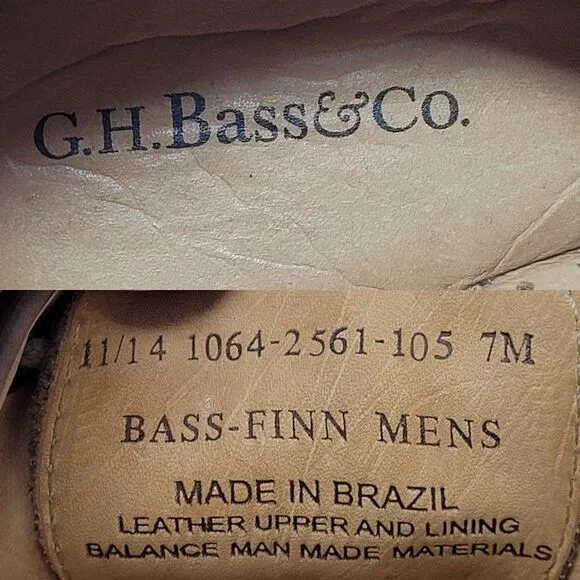 G.H.Bass&Co.
11/14 1064-2561-105 7M
BASS-FINN MENS
MADE IN BRAZIL
LEATHER UPPER AND LINING
BALANCE MAN MADE MATERIALS